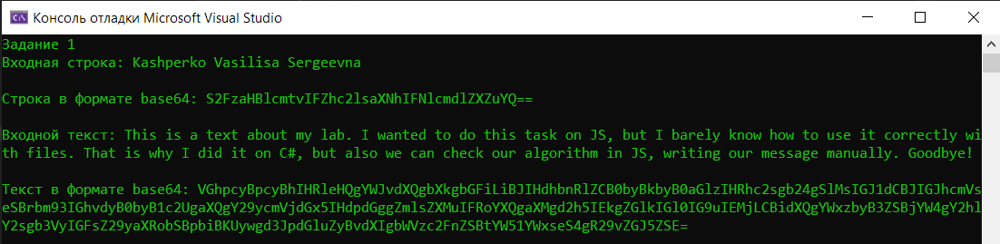 Консоль отладки Microsoft Visual Studio
Задание 1
Входная строка: Kashperko Vasilisa Sergeevna
Строка в формате base64: S2FzaHBlcmtvIFZhc2lsaXNhIFNlcmdlZXZuYQ==
Входной текст: This is a text about my lab. I wanted to do this task on JS, but I barely know how to use it correctly wi
th files. That is why I did it on C#, but also we can check our algorithm in JS, writing our message manually. Goodbye!
Текст в формате base64: VGhpcyBpcyBhIHRleHQgYWJvdXQgbXkgbGFiLiBJIHdhbnRlZCB0byBkbyB0aGlzIHRhc2sgb24gSlMsIGJ1dCBJIGJhcmVs
eSBrbm93IGhvdyB0byB1c2UgaXQgY29ycmVjdGx5IHdpdGggZmlsZXMuIFRoYXQgaXMgd2h5IEkgZGlkIGl0IG9uIEMjLCBidXQgYWxzbyB3ZSBjYW4gY2hl
Y2sgb3VyIGFsZ29yaXRobSBpbiBKUywgd3JpdGluZyBvdXIgbWVzc2FnZSBtYW51YWxseS4gR29vZGJ5ZSE=